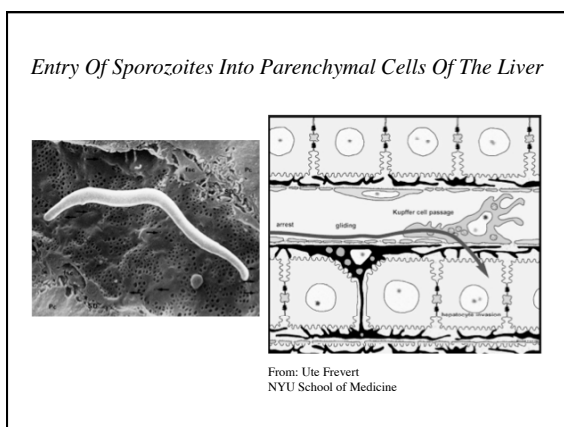 Entry Of Sporozoites Into Parenchymal Cells Of The Liver
Kupffer cell passage
arrest gliding
hepatocyte invasion
From: Ute Frevert
NYU School of Medicine